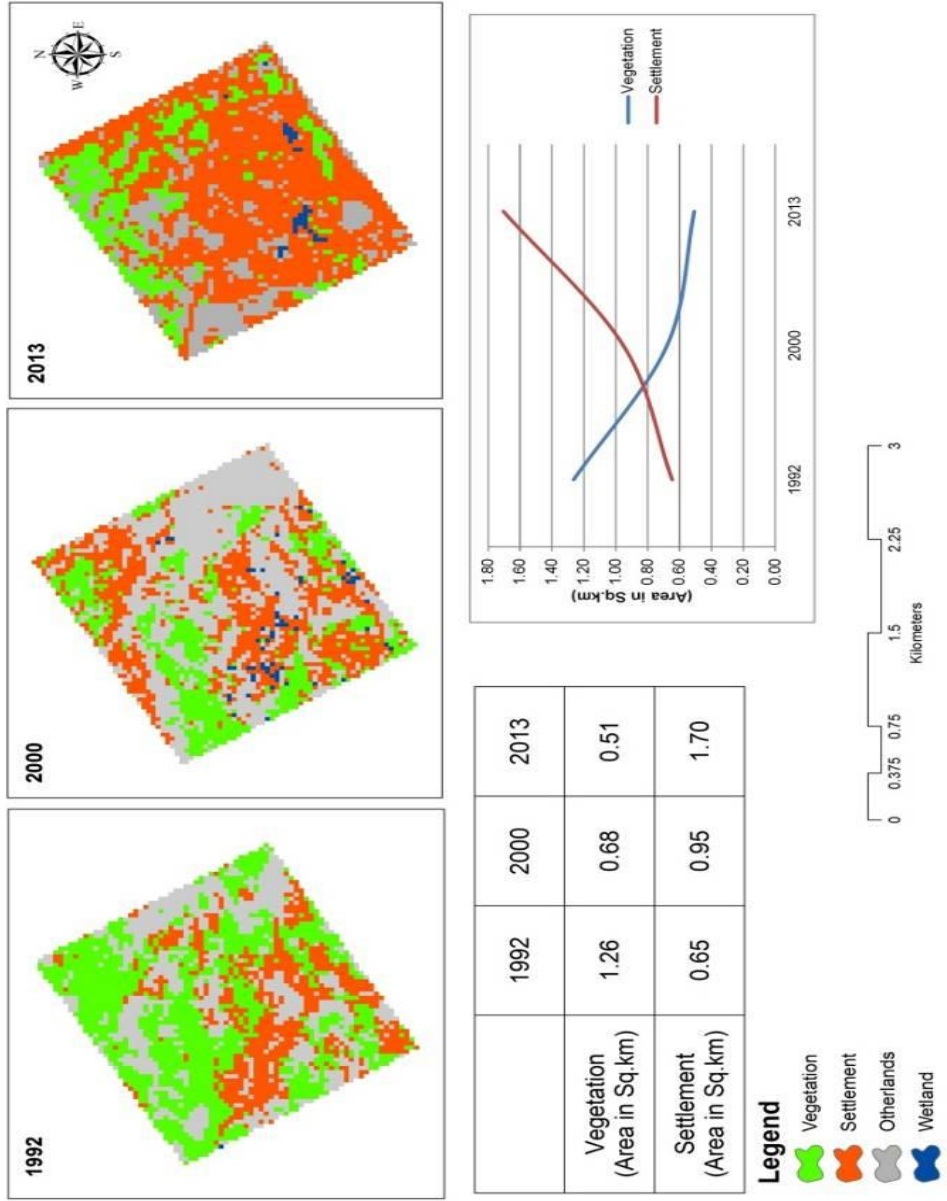 1992
2000
2013
N
W
E
S
1992 2000 2013
Vegetation
(Area in Sq.km)
1.26 0.68 0.51
Settlement
(Area in Sq.km)
0.65 0.95 1.70
(Area in Sq.km)
1.80
1.60
1.40
1.20
1.00
0.80
0.60
0.40
0.20
0.00
1992 2000 2013
Vegetation
Settlement
Legend
Vegetation
Settlement
Otherlands
Wetland
0 0.375 0.75 1.5 2.25 3
Kilometers